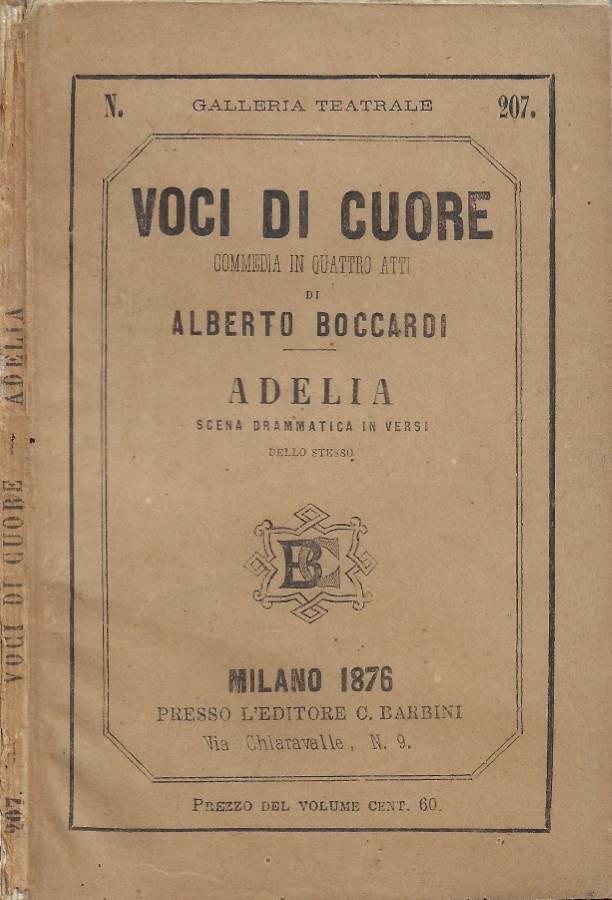 N. GALLERIA TEATRALE 207.
VOCI DI CUORE
COMMEDIA IN QUATTRO ATTI
DI
ALBERTO BOCCARDI
ADELIA
SCENA DRAMMATICA IN VERSI
DELLO STESSO
BC
MILANO 1876
PRESSO L'EDITORE C. BARBINI
Via Chiaravalle, N. 9.
PREZZO DEL VOLUME CENT. 60.
207. VOCI DI CUORE — ADELIA